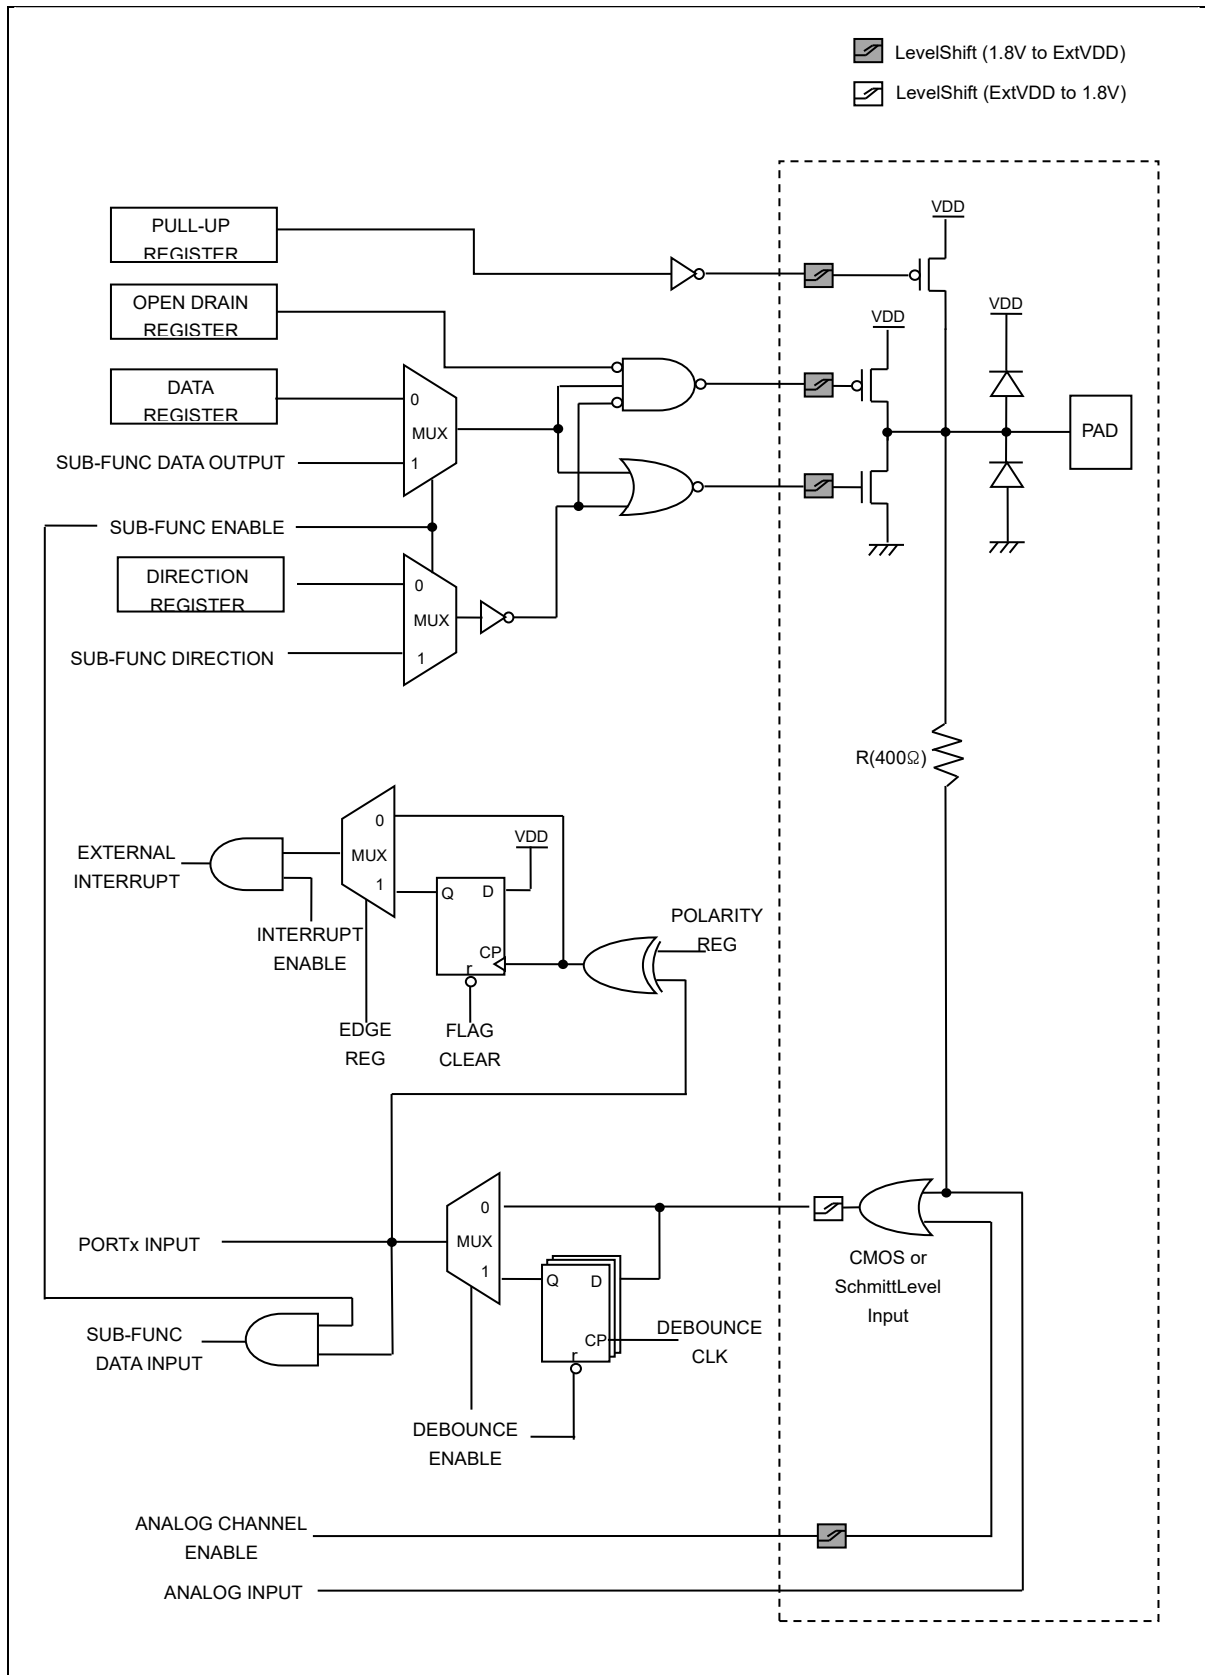 LevelShift (1.8V to ExtVDD)
LevelShift (ExtVDD to 1.8V)
VDD
PULL-UP
REGISTER
OPEN DRAIN
REGISTER
VDD
VDD
DATA
REGISTER
0
MUX
1
PAD
SUB-FUNC DATA OUTPUT
SUB-FUNC ENABLE
DIRECTION
REGISTER
0
MUX
1
SUB-FUNC DIRECTION
R(400Ω)
0
MUX
1
VDD
EXTERNAL
INTERRUPT
Q
D
CP
r
POLARITY
REG
INTERRUPT
ENABLE
EDGE
REG
FLAG
CLEAR
0
MUX
1
PORTx INPUT
Q
D
CP
r
CMOS or
SchmittLevel
Input
SUB-FUNC
DATA INPUT
DEBOUNCE
CLK
DEBOUNCE
ENABLE
ANALOG CHANNEL
ENABLE
ANALOG INPUT